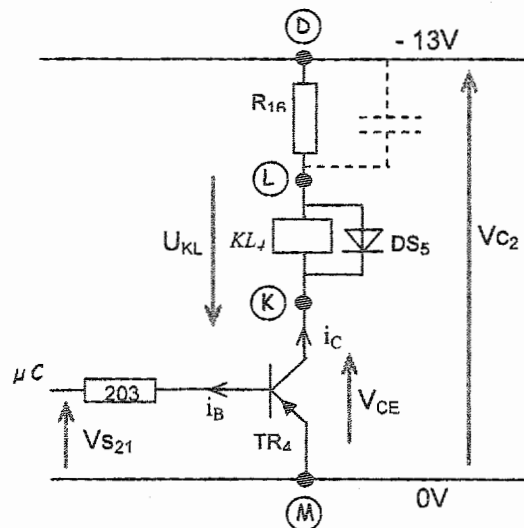 D
- 13V
R16
L
UKL
KL4
DS5
Vc2
K
iC
μC
203
iB
VCE
Vs21
TR4
M
0V